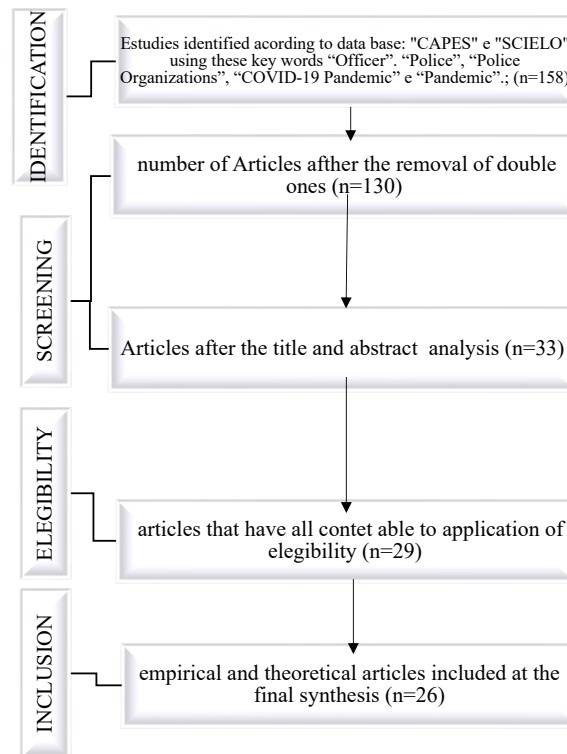 IDENTIFICATION
Estudies identified acording to data base: "CAPES" e "SCIELO"
using these key words “Officer”. “Police”, “Police
Organizations”, “COVID-19 Pandemic” e “Pandemic”.; (n=158)
SCREENING
number of Articles afther the removal of double
ones (n=130)
Articles after the title and abstract analysis (n=33)
ELEGIBILITY
articles that have all contet able to application of
elegibility (n=29)
INCLUSION
empirical and theoretical articles included at the
final synthesis (n=26)